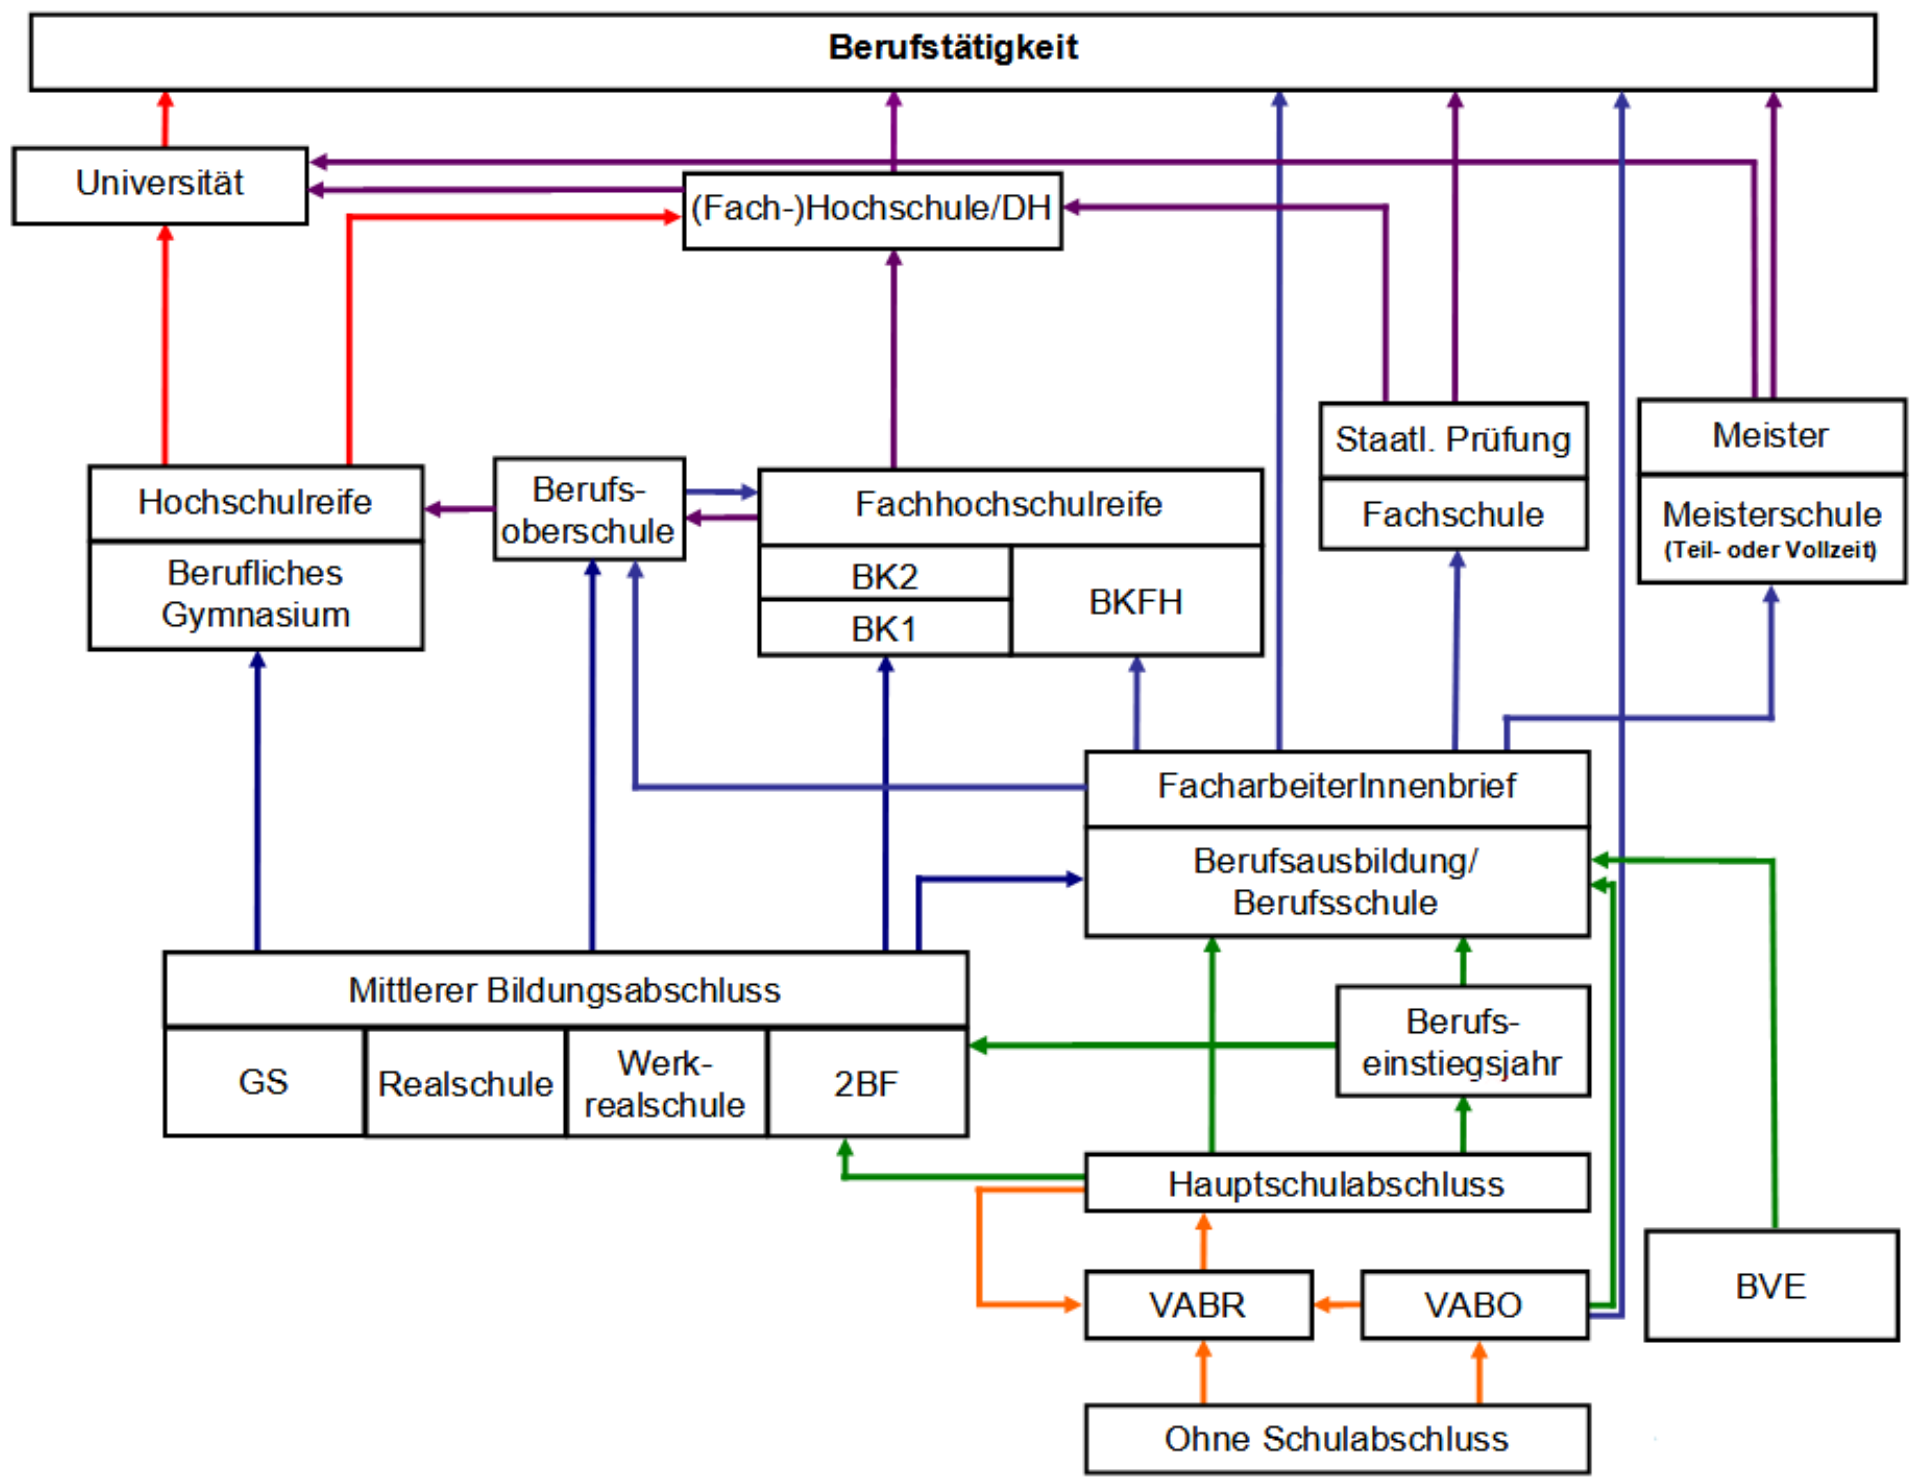 Berufstätigkeit
Universität
(Fach-)Hochschule/DH
Staatl. Prüfung
Fachschule
Meister
Meisterschule
(Teil- oder Vollzeit)
Hochschulreife
Berufliches
Gymnasium
Berufs-
oberschule
Fachhochschulreife
BK2
BK1
BKFH
FacharbeiterInnenbrief
Berufsausbildung/
Berufsschule
Mittlerer Bildungsabschluss
GS
Realschule
Werk-
realschule
2BF
Berufs-
einstiegsjahr
Hauptschulabschluss
VABR
VABO
BVE
Ohne Schulabschluss